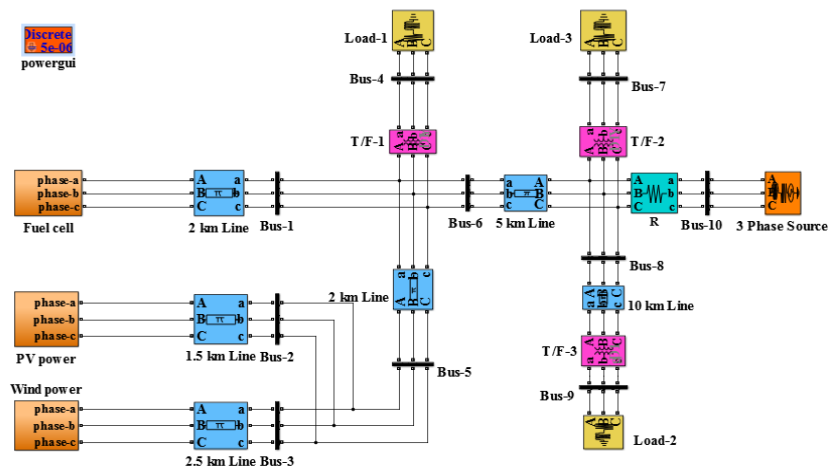 Discrete
5e-06
powergui
Load-1
A B C
Bus-4
T/F-1
Load-3
A B C
Bus-7
T/F-2
phase-a
phase-b
phase-c
Fuel cell
A a
B π b
C c
2 km Line
Bus-1
Bus-6
a A
b B
c C
5 km Line
A a
B b
C c
R
Bus-10
A
B
C
3 Phase Source
Bus-8
a b c
A B C
2 km Line
Bus-5
10 km Line
T/F-3
Bus-9
A B C
Load-2
phase-a
phase-b
phase-c
PV power
A a
B π b
C c
1.5 km Line
Bus-2
Wind power
phase-a
phase-b
phase-c
A a
B π b
C c
2.5 km Line
Bus-3